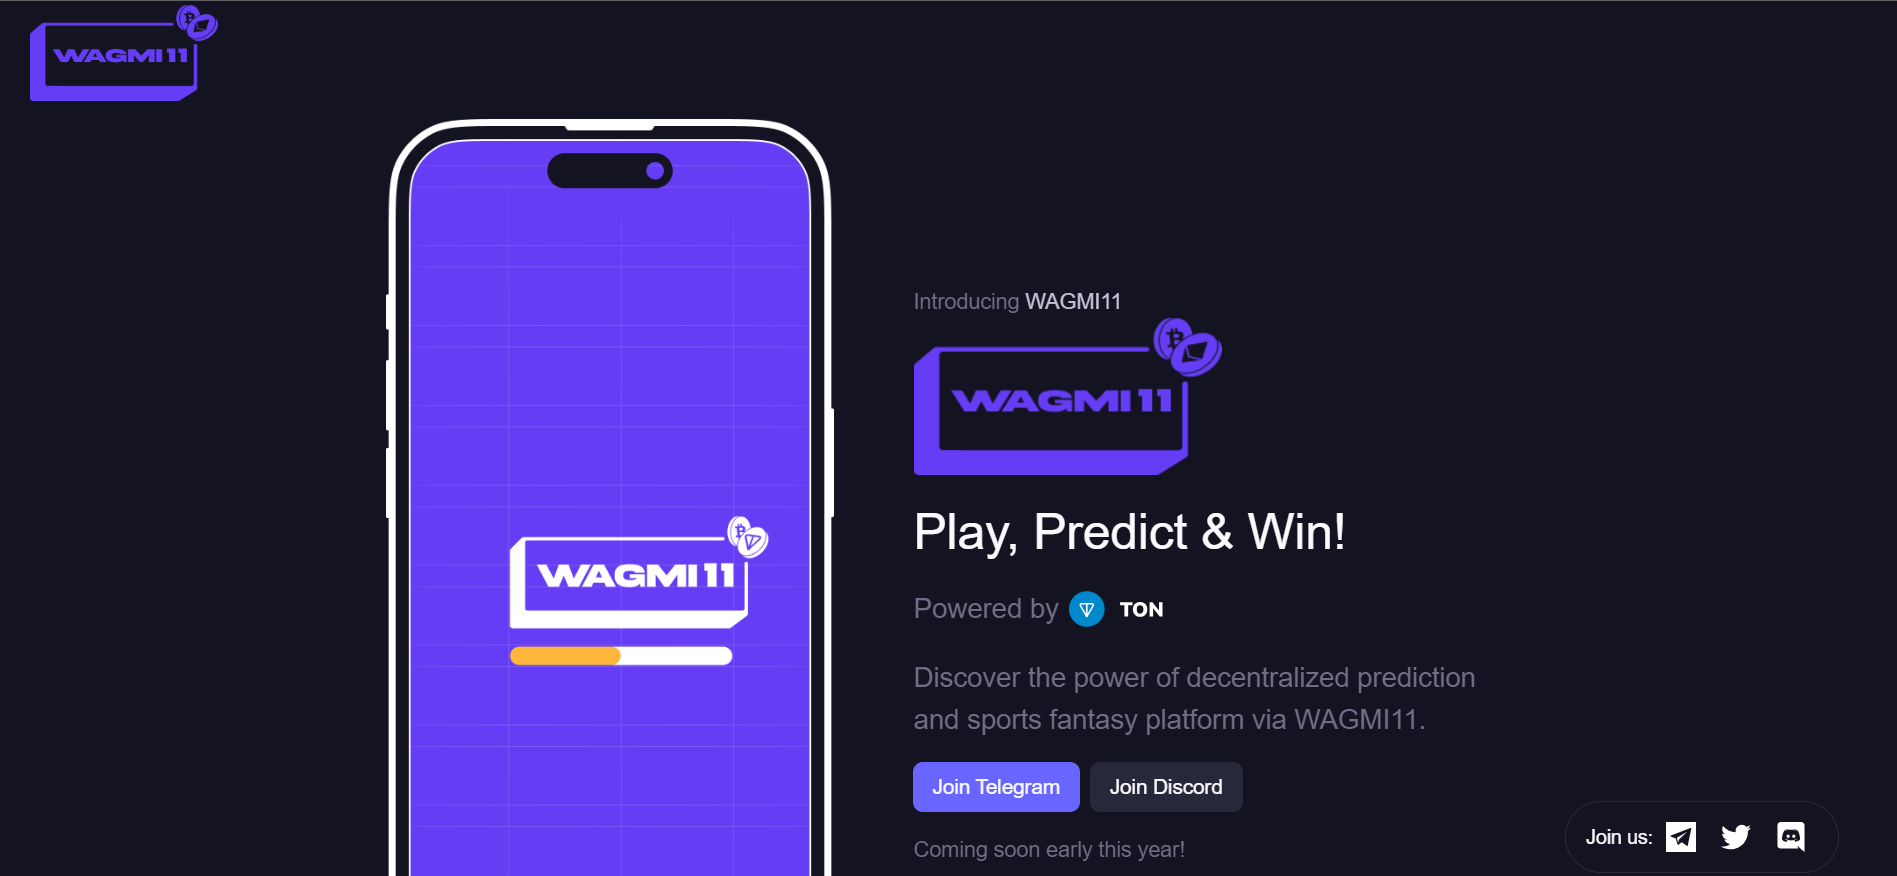 WAGMI11
Introducing WAGMI11
WAGMI11
WAGMI11
Play, Predict & Win!
Powered by TON
Discover the power of decentralized prediction
and sports fantasy platform via WAGMI11.
Join Telegram Join Discord
Coming soon early this year!
Join us: